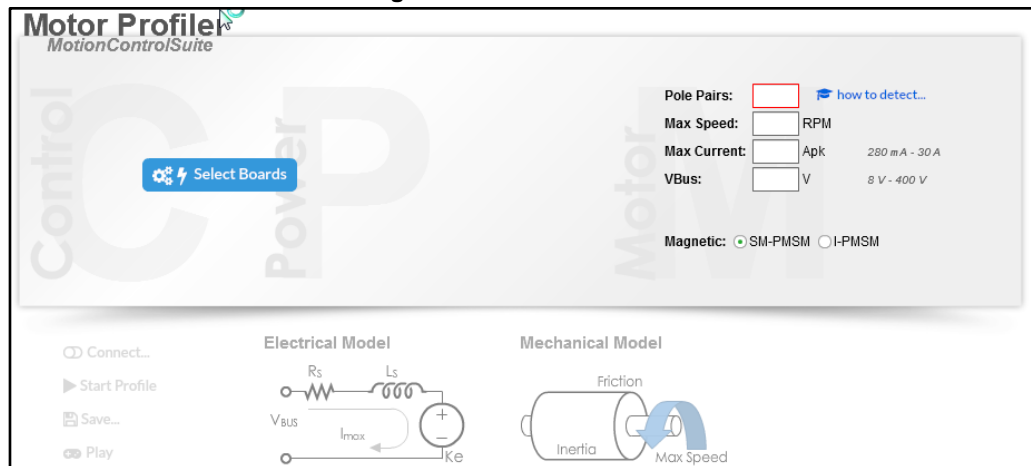 Motor Profiler
MotionControlSuite
Control
C
Power
P
Motor
M
Select Boards
Pole Pairs: how to detect...
Max Speed: RPM
Max Current: Apk 280 mA - 30 A
VBus: V 8 V - 400 V
Magnetic: SM-PMSM I-PMSM
Connect...
Start Profile
Save...
Play
Electrical Model
Rs Ls
VBUS
Imax
+
−
Ke
Mechanical Model
Friction
Inertia
Max Speed